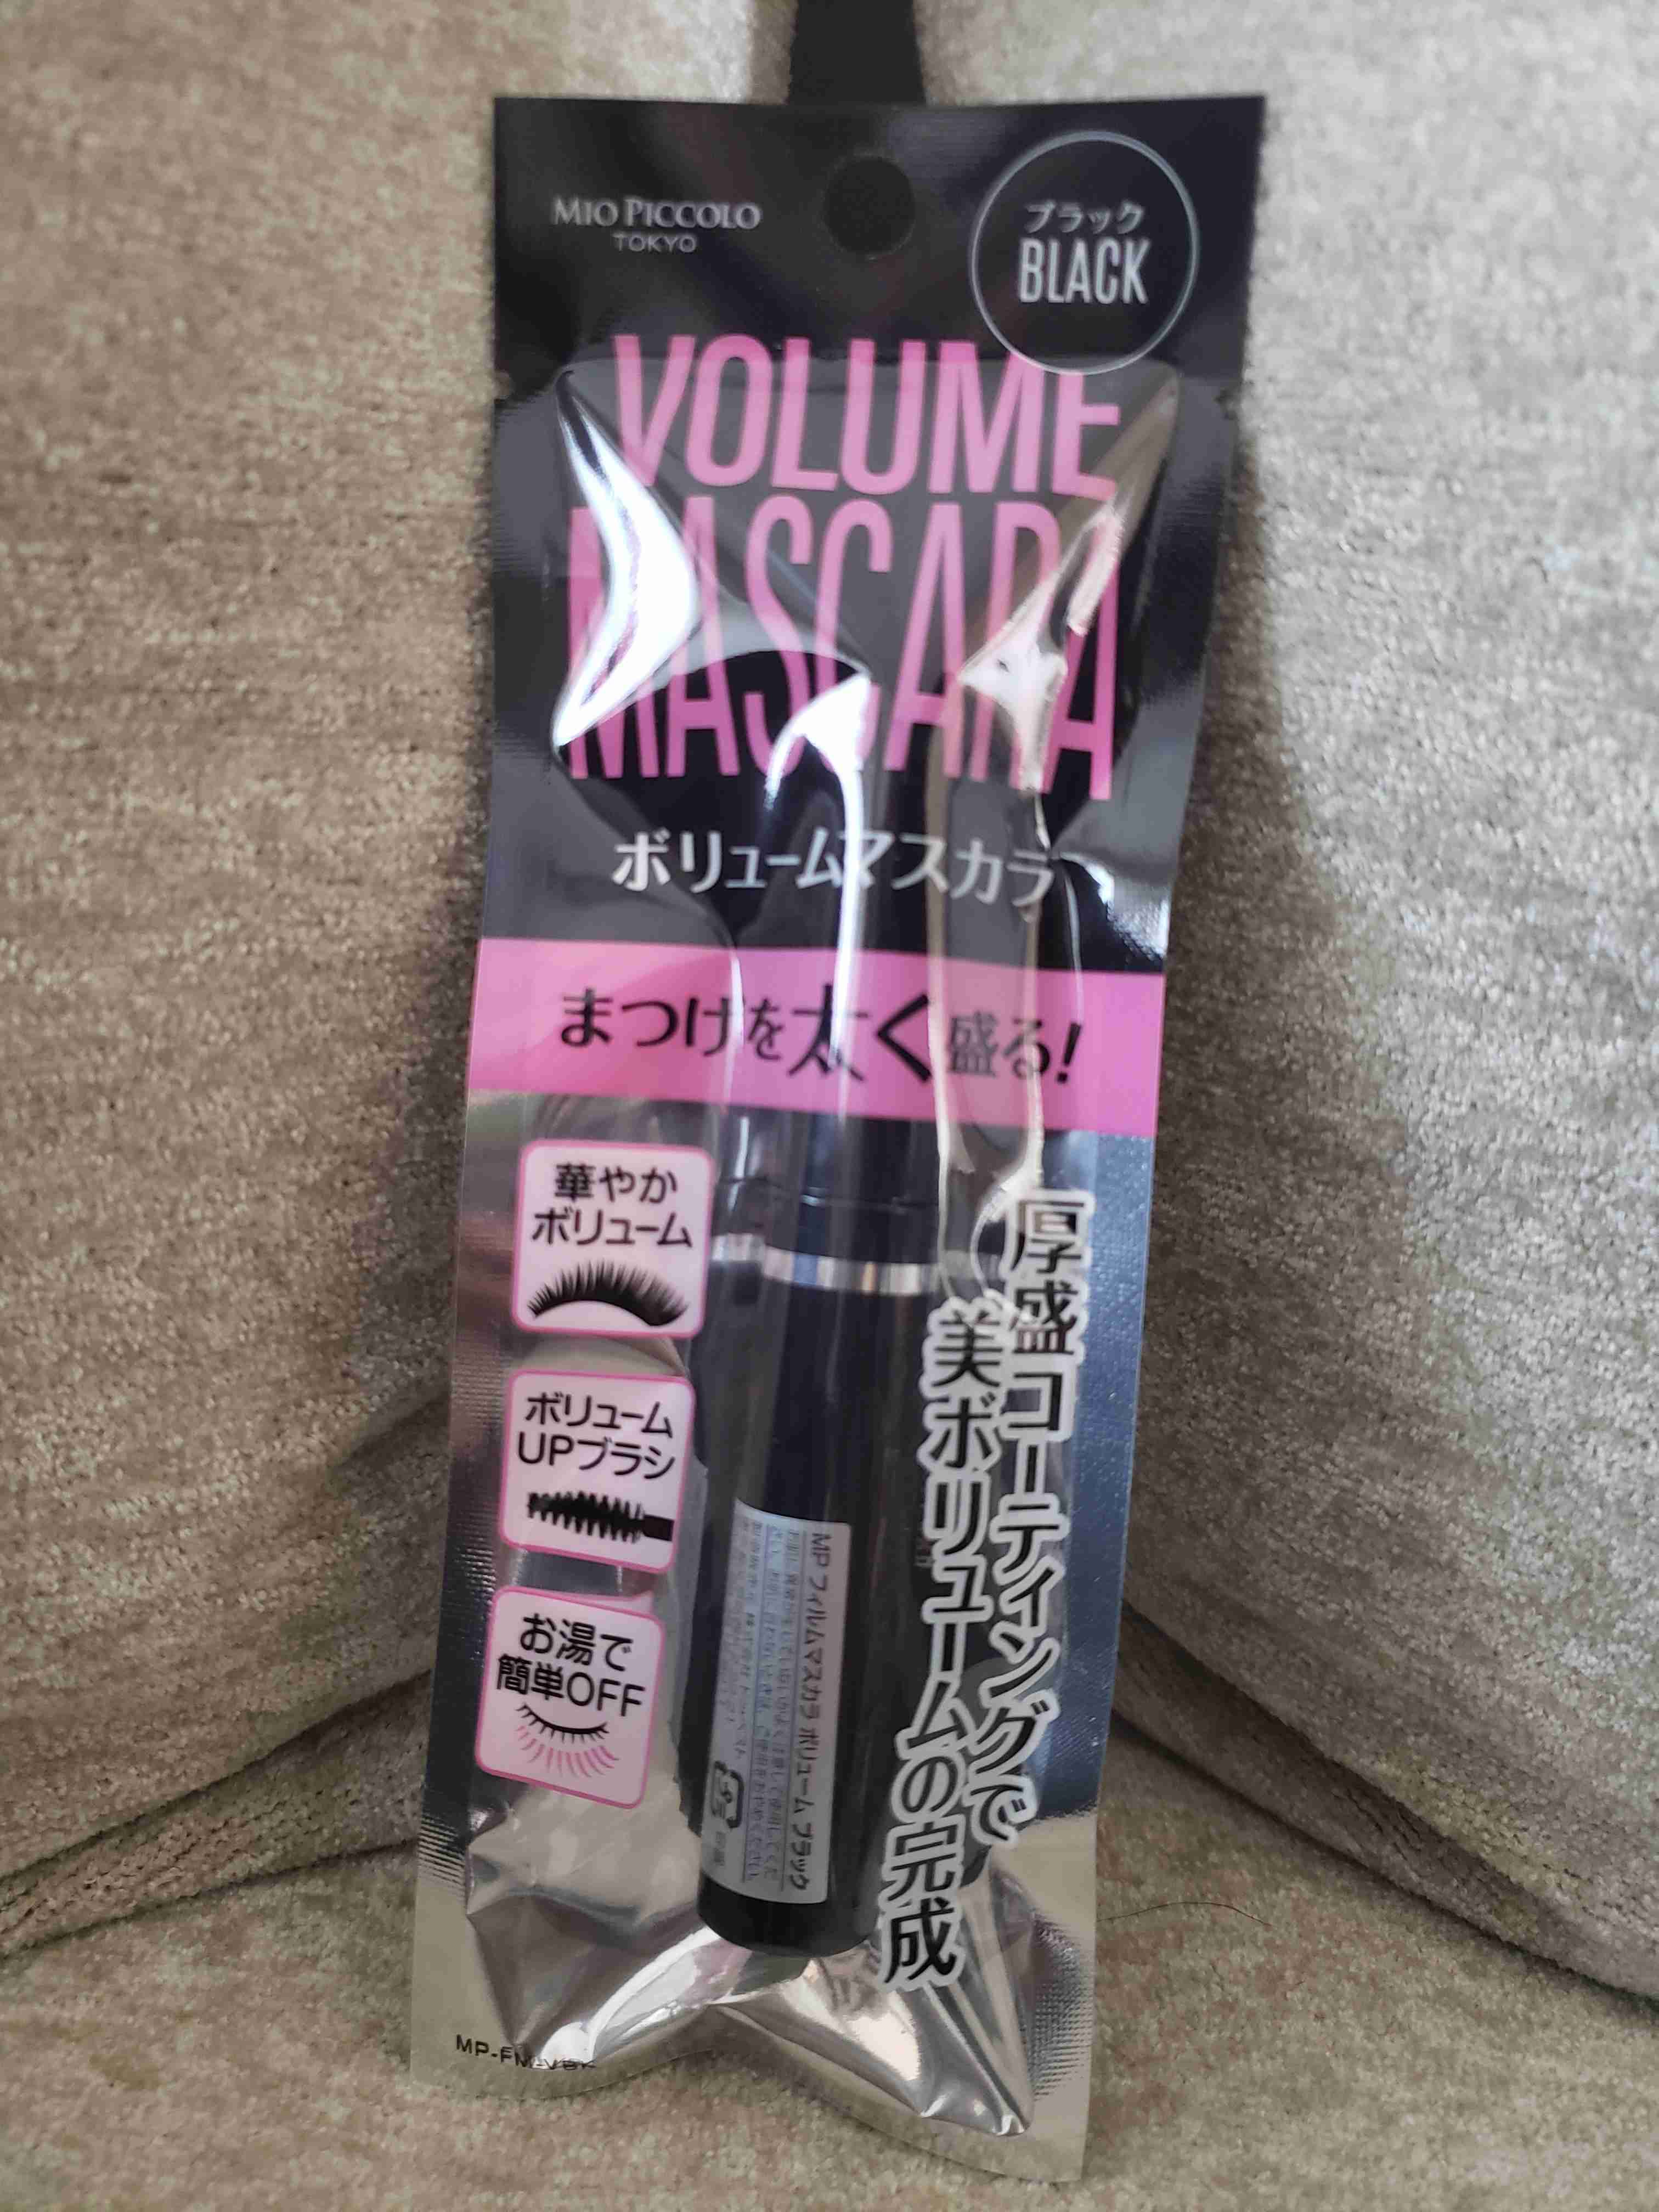 MIO PICCOLO
TOKYO
ブラック
BLACK
VOLUME
MASCARA
ボリュームマスカラ
まつげを太く盛る!
華やか
ボリューム
ボリューム
UPブラシ
お湯で
簡単OFF
厚盛コーティングで
美ボリュームの完成
MPフィルムマスカラ ボリューム ブラック
MP-FM-VBK